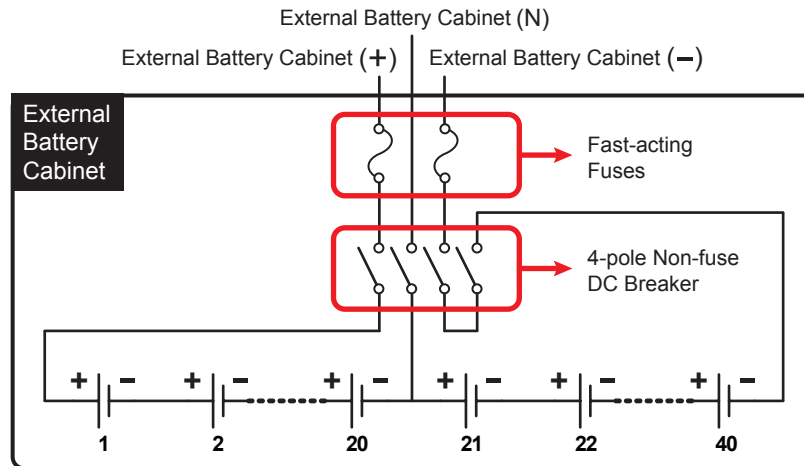 External Battery Cabinet (N)
External Battery Cabinet (+)
External Battery Cabinet (−)
External
Battery
Cabinet
Fast-acting
Fuses
4-pole Non-fuse
DC Breaker
+ − + − + − + − + − + −
1 2 20 21 22 40